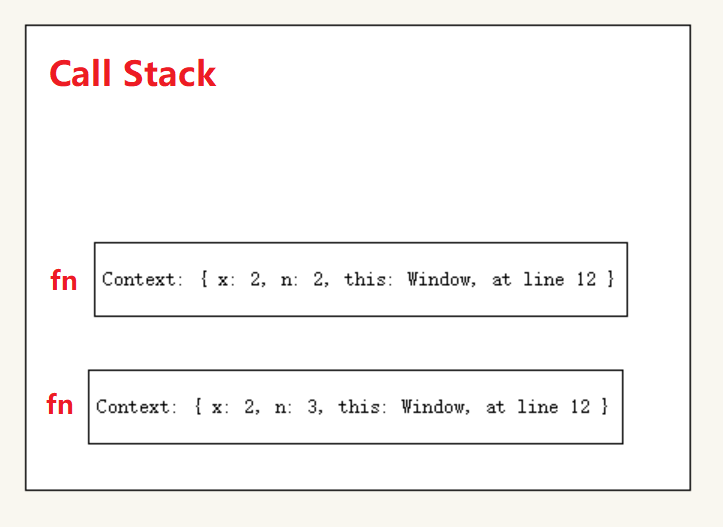 Call Stack
fn Context: { x: 2, n: 2, this: Window, at line 12 }
fn Context: { x: 2, n: 3, this: Window, at line 12 }